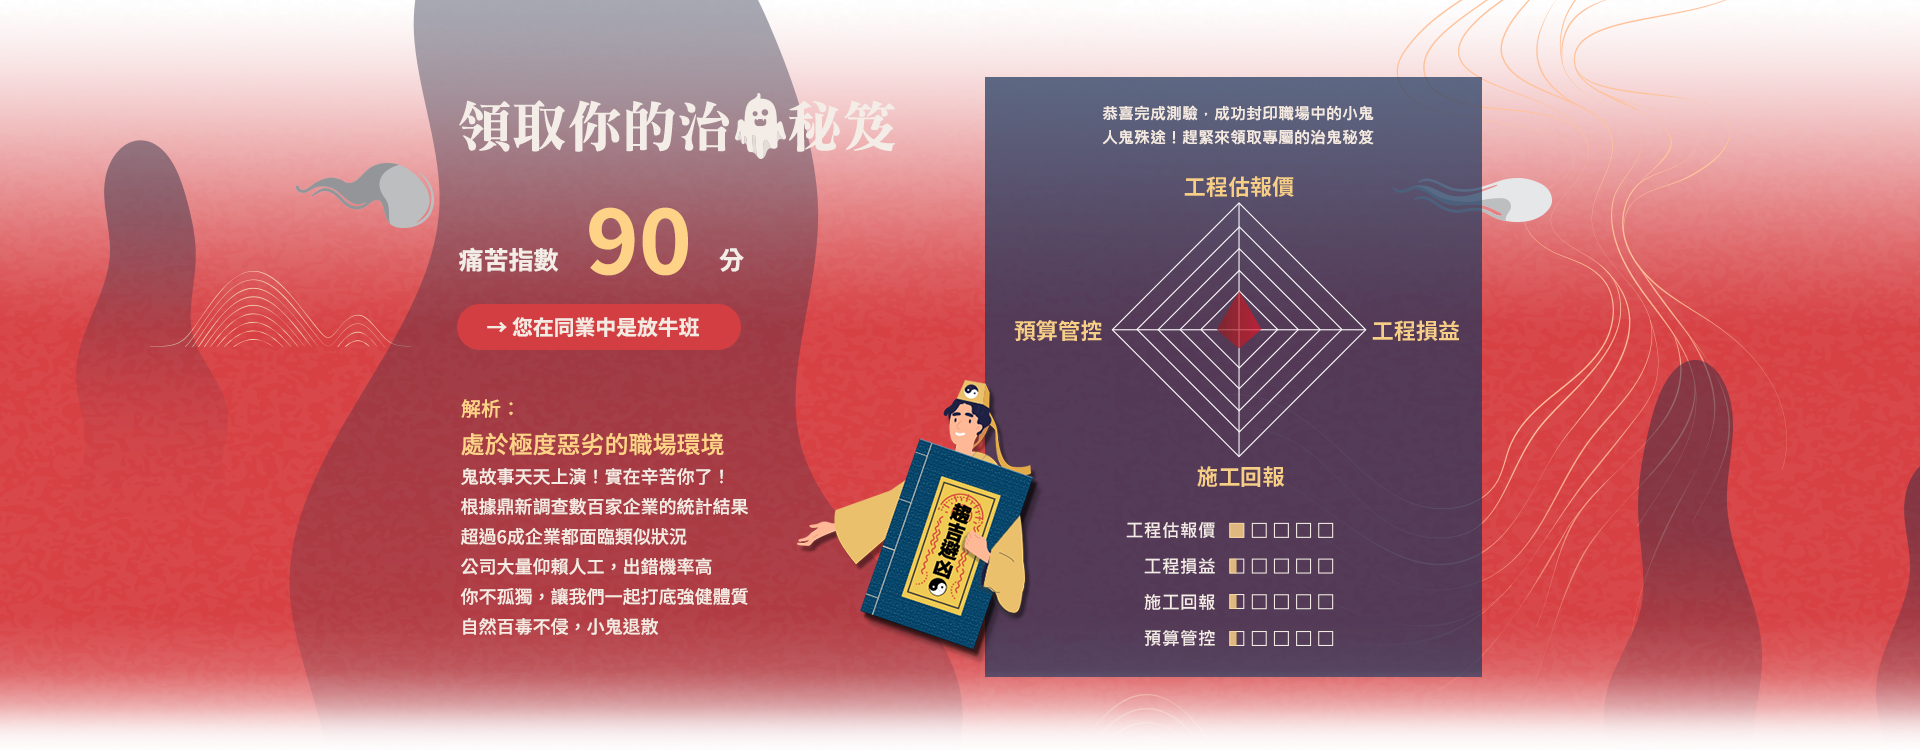 領取你的治秘笈
痛苦指數 90 分
→ 您在同業中是放牛班
解析：
處於極度惡劣的職場環境
鬼故事天天上演！實在辛苦你了！
根據鼎新調查數百家企業的統計結果
超過6成企業都面臨類似狀況
公司大量仰賴人工，出錯機率高
你不孤獨，讓我們一起打底強健體質
自然百毒不侵，小鬼退散
趨吉避凶
恭喜完成測驗．成功封印職場中的小鬼
人鬼殊途！趕緊來領取專屬的治鬼秘笈
工程估報價
預算管控
工程損益
施工回報
工程估報價
工程損益
施工回報
預算管控